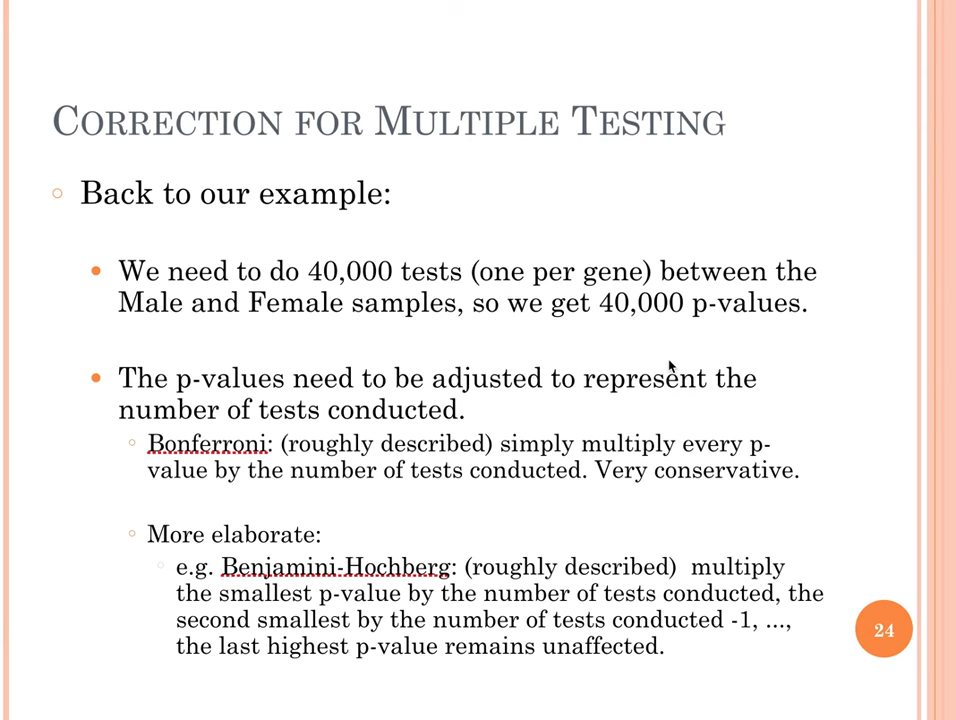 CORRECTION FOR MULTIPLE TESTING
Back to our example:
We need to do 40,000 tests (one per gene) between the
Male and Female samples, so we get 40,000 p-values.
The p-values need to be adjusted to represent the
number of tests conducted.
Bonferroni: (roughly described) simply multiply every p-
value by the number of tests conducted. Very conservative.
More elaborate:
e.g. Benjamini-Hochberg: (roughly described) multiply
the smallest p-value by the number of tests conducted, the
second smallest by the number of tests conducted -1, ...,
the last highest p-value remains unaffected.
24